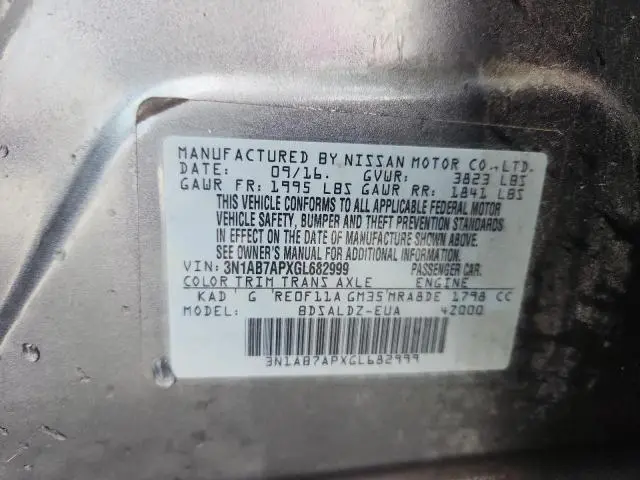 MANUFACTURED BY NISSAN MOTOR CO.,LTD.
DATE: 09/16. GVWR: 3823 LBS
GAWR FR: 1995 LBS GAWR RR: 1841 LBS
THIS VEHICLE CONFORMS TO ALL APPLICABLE FEDERAL MOTOR
VEHICLE SAFETY, BUMPER AND THEFT PREVENTION STANDARDS
IN EFFECT ON THE DATE OF MANUFACTURE SHOWN ABOVE.
SEE OWNER'S MANUAL FOR ADDITIONAL INFORMATION.
VIN: 3N1AB7APXGL682999 PASSENGER CAR.
COLOR TRIM TRANS AXLE ENGINE
KAD G RE0F11A GM35 MRA8DE 1798 CC
MODEL: BDSALDZ-EUA 42000
3N1AB7APXGL682999